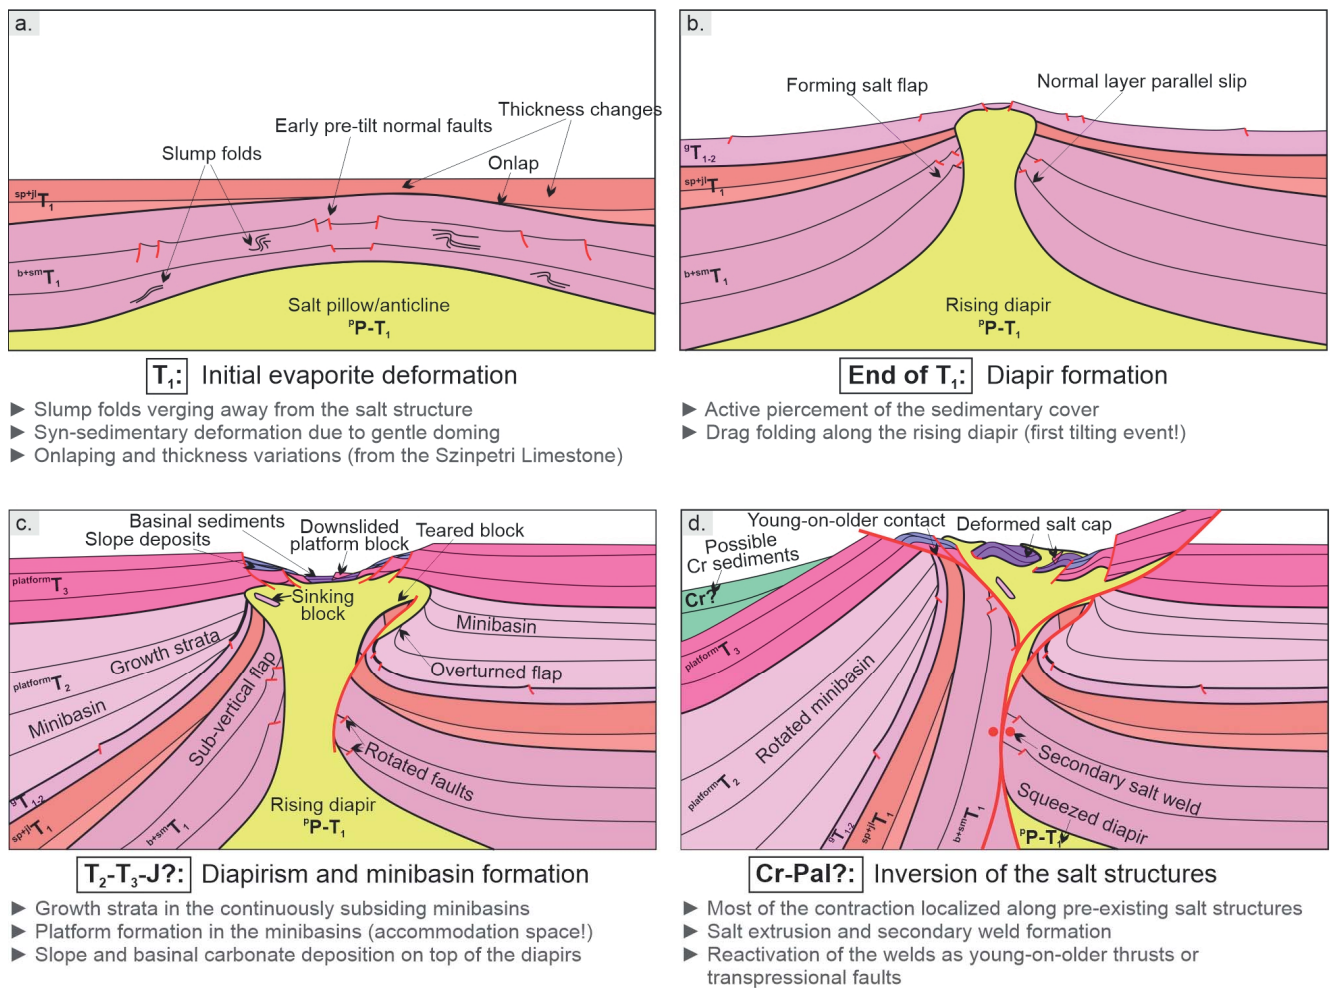 a.
Thickness changes
Early pre-tilt normal faults
Slump folds
Onlap
sp+jlT1
b+smT1
Salt pillow/anticline
PP-T1
T1: Initial evaporite deformation
► Slump folds verging away from the salt structure
► Syn-sedimentary deformation due to gentle doming
► Onlaping and thickness variations (from the Szinpetri Limestone)
b.
Forming salt flap
Normal layer parallel slip
gT1-2
sp+jlT1
b+smT1
Rising diapir
PP-T1
End of T1: Diapir formation
► Active piercement of the sedimentary cover
► Drag folding along the rising diapir (first tilting event!)
c.
Basinal sediments
Slope deposits
Downslided
platform block
Teared block
platformT3
Sinking
block
Minibasin
Growth strata
Overturned flap
platformT2
Minibasin
Sub-vertical flap
Rotated faults
gT1-2
sp+jlT1
b+smT1
Rising diapir
PP-T1
T2-T3-J?: Diapirism and minibasin formation
► Growth strata in the continuously subsiding minibasins
► Platform formation in the minibasins (accommodation space!)
► Slope and basinal carbonate deposition on top of the diapirs
d.
Young-on-older contact
Deformed salt cap
Possible
Cr sediments
Cr?
platformT3
Rotated minibasin
platformT2
Secondary salt weld
Squeezed diapir
gT1-2
sp+jlT1
b+smT1
PP-T1
Cr-Pal?: Inversion of the salt structures
► Most of the contraction localized along pre-existing salt structures
► Salt extrusion and secondary weld formation
► Reactivation of the welds as young-on-older thrusts or
transpressional faults